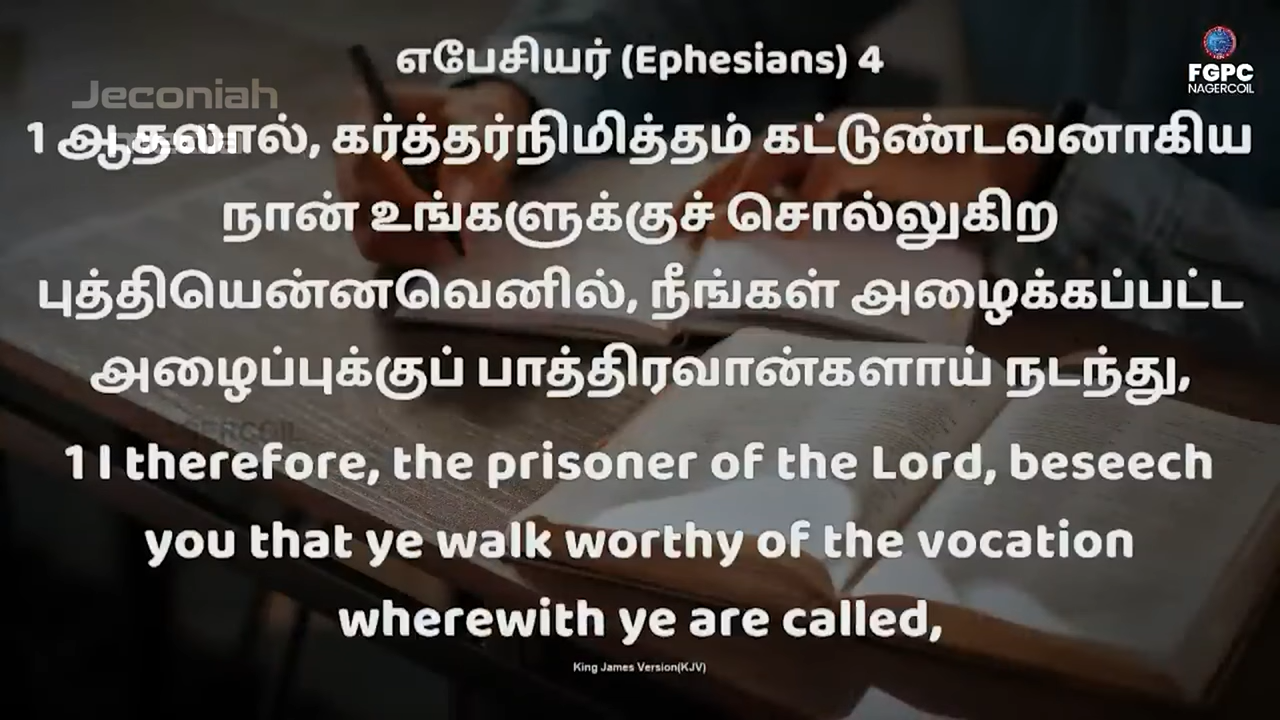 எபேசியர் (Ephesians) 4
FGPC
NAGERCOIL
Jeconiah
1 ஆதலால், கர்த்தர்நிமித்தம் கட்டுண்டவனாகிய
நான் உங்களுக்குச் சொல்லுகிற
புத்தியென்னவெனில், நீங்கள் அழைக்கப்பட்ட
அழைப்புக்குப் பாத்திரவான்களாய் நடந்து,
1 I therefore, the prisoner of the Lord, beseech
you that ye walk worthy of the vocation
wherewith ye are called,
King James Version(KJV)